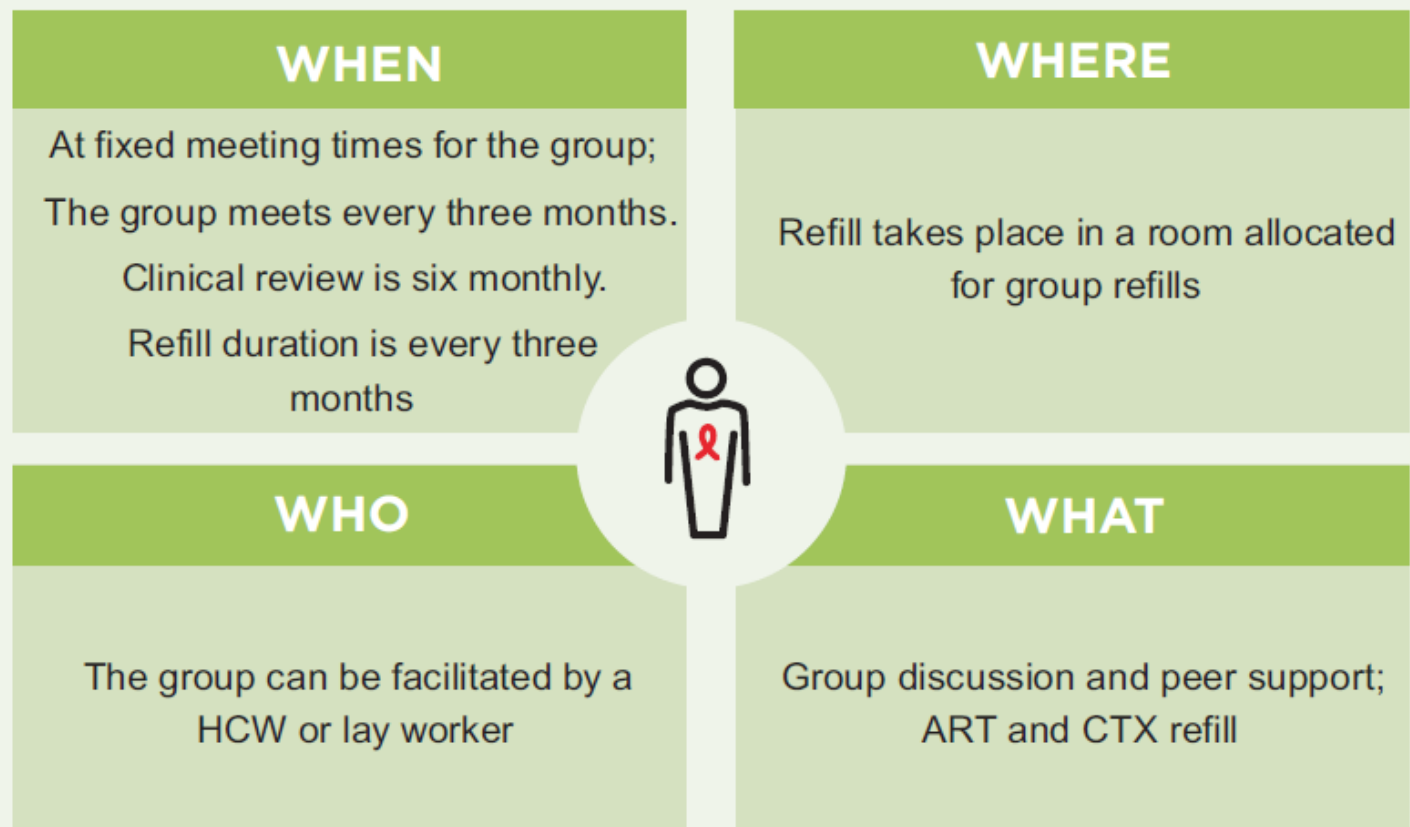 WHEN
At fixed meeting times for the group;
The group meets every three months.
Clinical review is six monthly.
Refill duration is every three
months
WHERE
Refill takes place in a room allocated
for group refills
WHO
The group can be facilitated by a
HCW or lay worker
WHAT
Group discussion and peer support;
ART and CTX refill